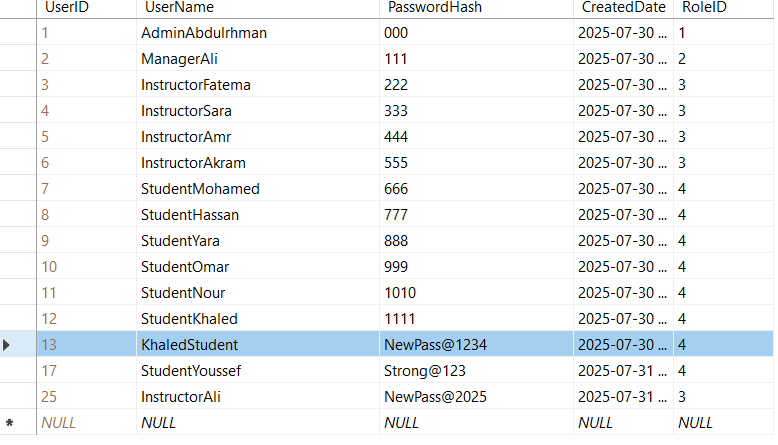 UserID UserName PasswordHash CreatedDate RoleID
1 AdminAbdulrhman 000 2025-07-30 ... 1
2 ManagerAli 111 2025-07-30 ... 2
3 InstructorFatema 222 2025-07-30 ... 3
4 InstructorSara 333 2025-07-30 ... 3
5 InstructorAmr 444 2025-07-30 ... 3
6 InstructorAkram 555 2025-07-30 ... 3
7 StudentMohamed 666 2025-07-30 ... 4
8 StudentHassan 777 2025-07-30 ... 4
9 StudentYara 888 2025-07-30 ... 4
10 StudentOmar 999 2025-07-30 ... 4
11 StudentNour 1010 2025-07-30 ... 4
12 StudentKhaled 1111 2025-07-30 ... 4
13 KhaledStudent NewPass@1234 2025-07-30 ... 4
17 StudentYoussef Strong@123 2025-07-31 ... 4
25 InstructorAli NewPass@2025 2025-07-31 ... 3
* NULL NULL NULL NULL NULL